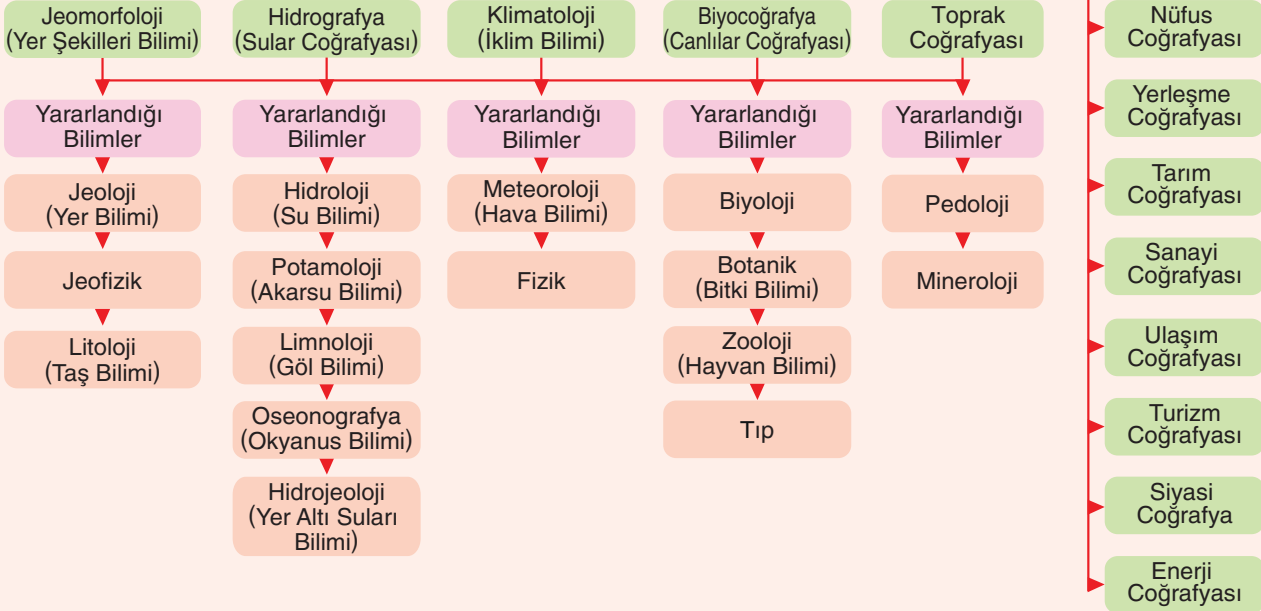 Jeomorfoloji
(Yer Şekilleri Bilimi)
Hidrografya
(Sular Coğrafyası)
Klimatoloji
(İklim Bilimi)
Biyocoğrafya
(Canlılar Coğrafyası)
Toprak
Coğrafyası
Yararlandığı
Bilimler
Jeoloji
(Yer Bilimi)
Jeofizik
Litoloji
(Taş Bilimi)
Yararlandığı
Bilimler
Hidroloji
(Su Bilimi)
Potamoloji
(Akarsu Bilimi)
Limnoloji
(Göl Bilimi)
Oseonografya
(Okyanus Bilimi)
Hidrojeoloji
(Yer Altı Suları
Bilimi)
Yararlandığı
Bilimler
Meteoroloji
(Hava Bilimi)
Fizik
Yararlandığı
Bilimler
Biyoloji
Botanik
(Bitki Bilimi)
Zooloji
(Hayvan Bilimi)
Tıp
Yararlandığı
Bilimler
Pedoloji
Mineroloji
Nüfus
Coğrafyası
Yerleşme
Coğrafyası
Tarım
Coğrafyası
Sanayi
Coğrafyası
Ulaşım
Coğrafyası
Turizm
Coğrafyası
Siyasi
Coğrafya
Enerji
Coğrafyası